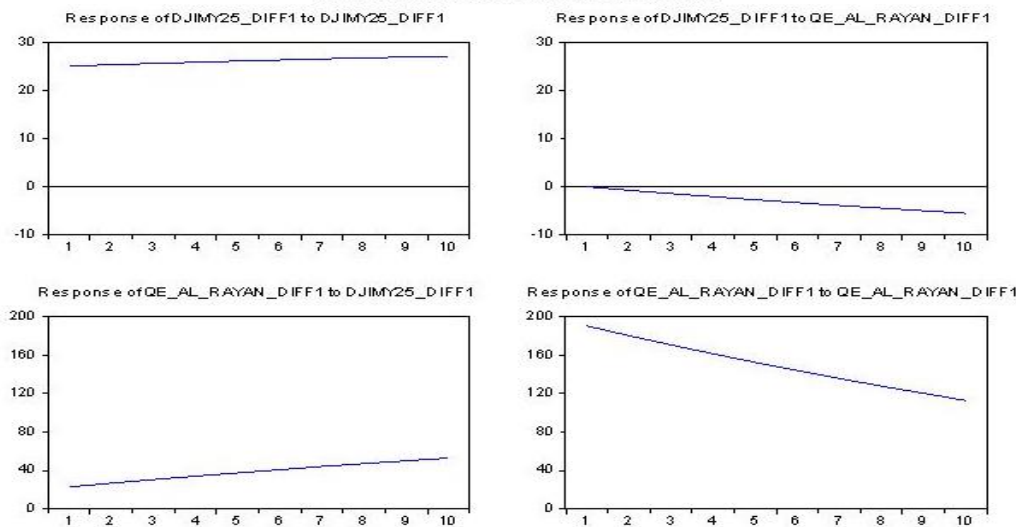 Response of DJIMY25_DIFF1 to DJIMY25_DIFF1
30
20
10
0
-10
1 2 3 4 5 6 7 8 9 10
Response of DJIMY25_DIFF1 to QE_AL_RAYAN_DIFF1
30
20
10
0
-10
1 2 3 4 5 6 7 8 9 10
Response of QE_AL_RAYAN_DIFF1 to DJIMY25_DIFF1
200
160
120
80
40
0
1 2 3 4 5 6 7 8 9 10
Response of QE_AL_RAYAN_DIFF1 to QE_AL_RAYAN_DIFF1
200
160
120
80
40
0
1 2 3 4 5 6 7 8 9 10